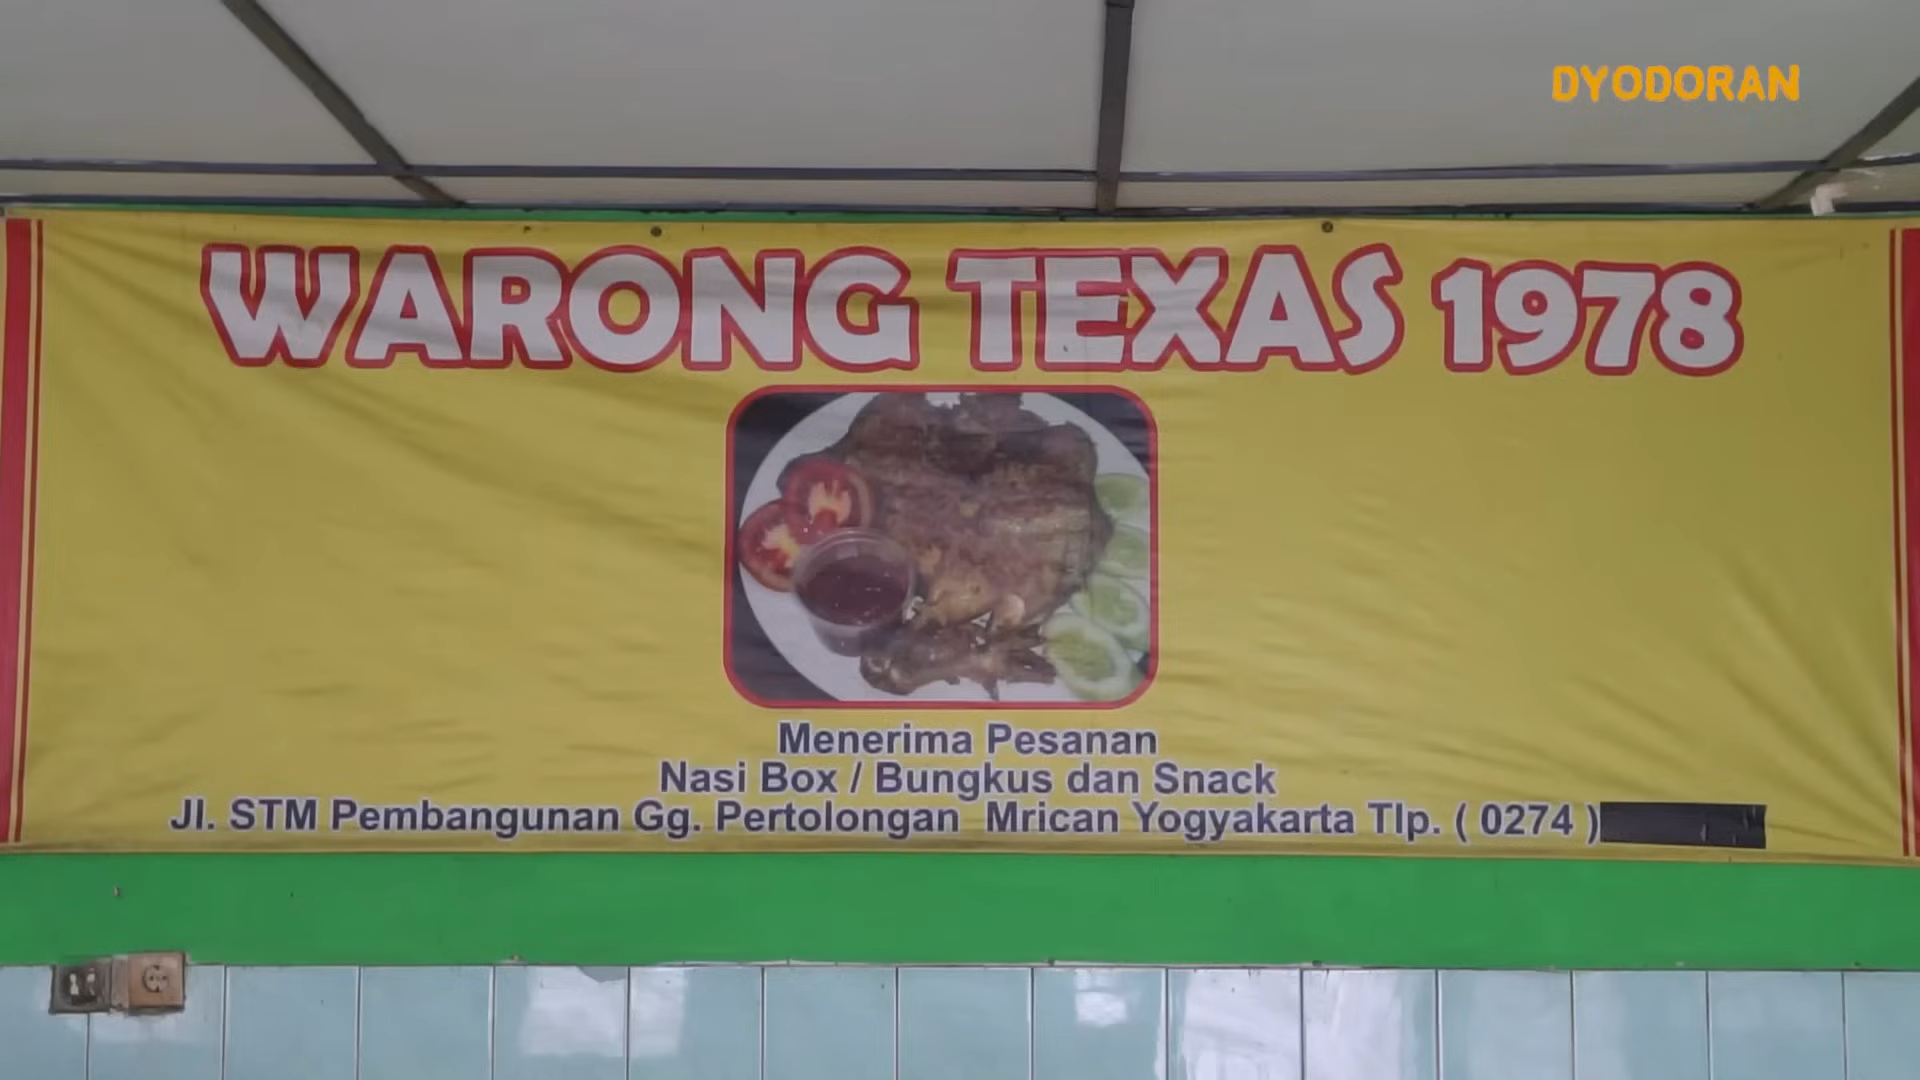 DYODORAN
WARONG TEXAS 1978
Menerima Pesanan
Nasi Box / Bungkus dan Snack
Jl. STM Pembangunan Gg. Pertolongan Mrican Yogyakarta Tlp. ( 0274 )